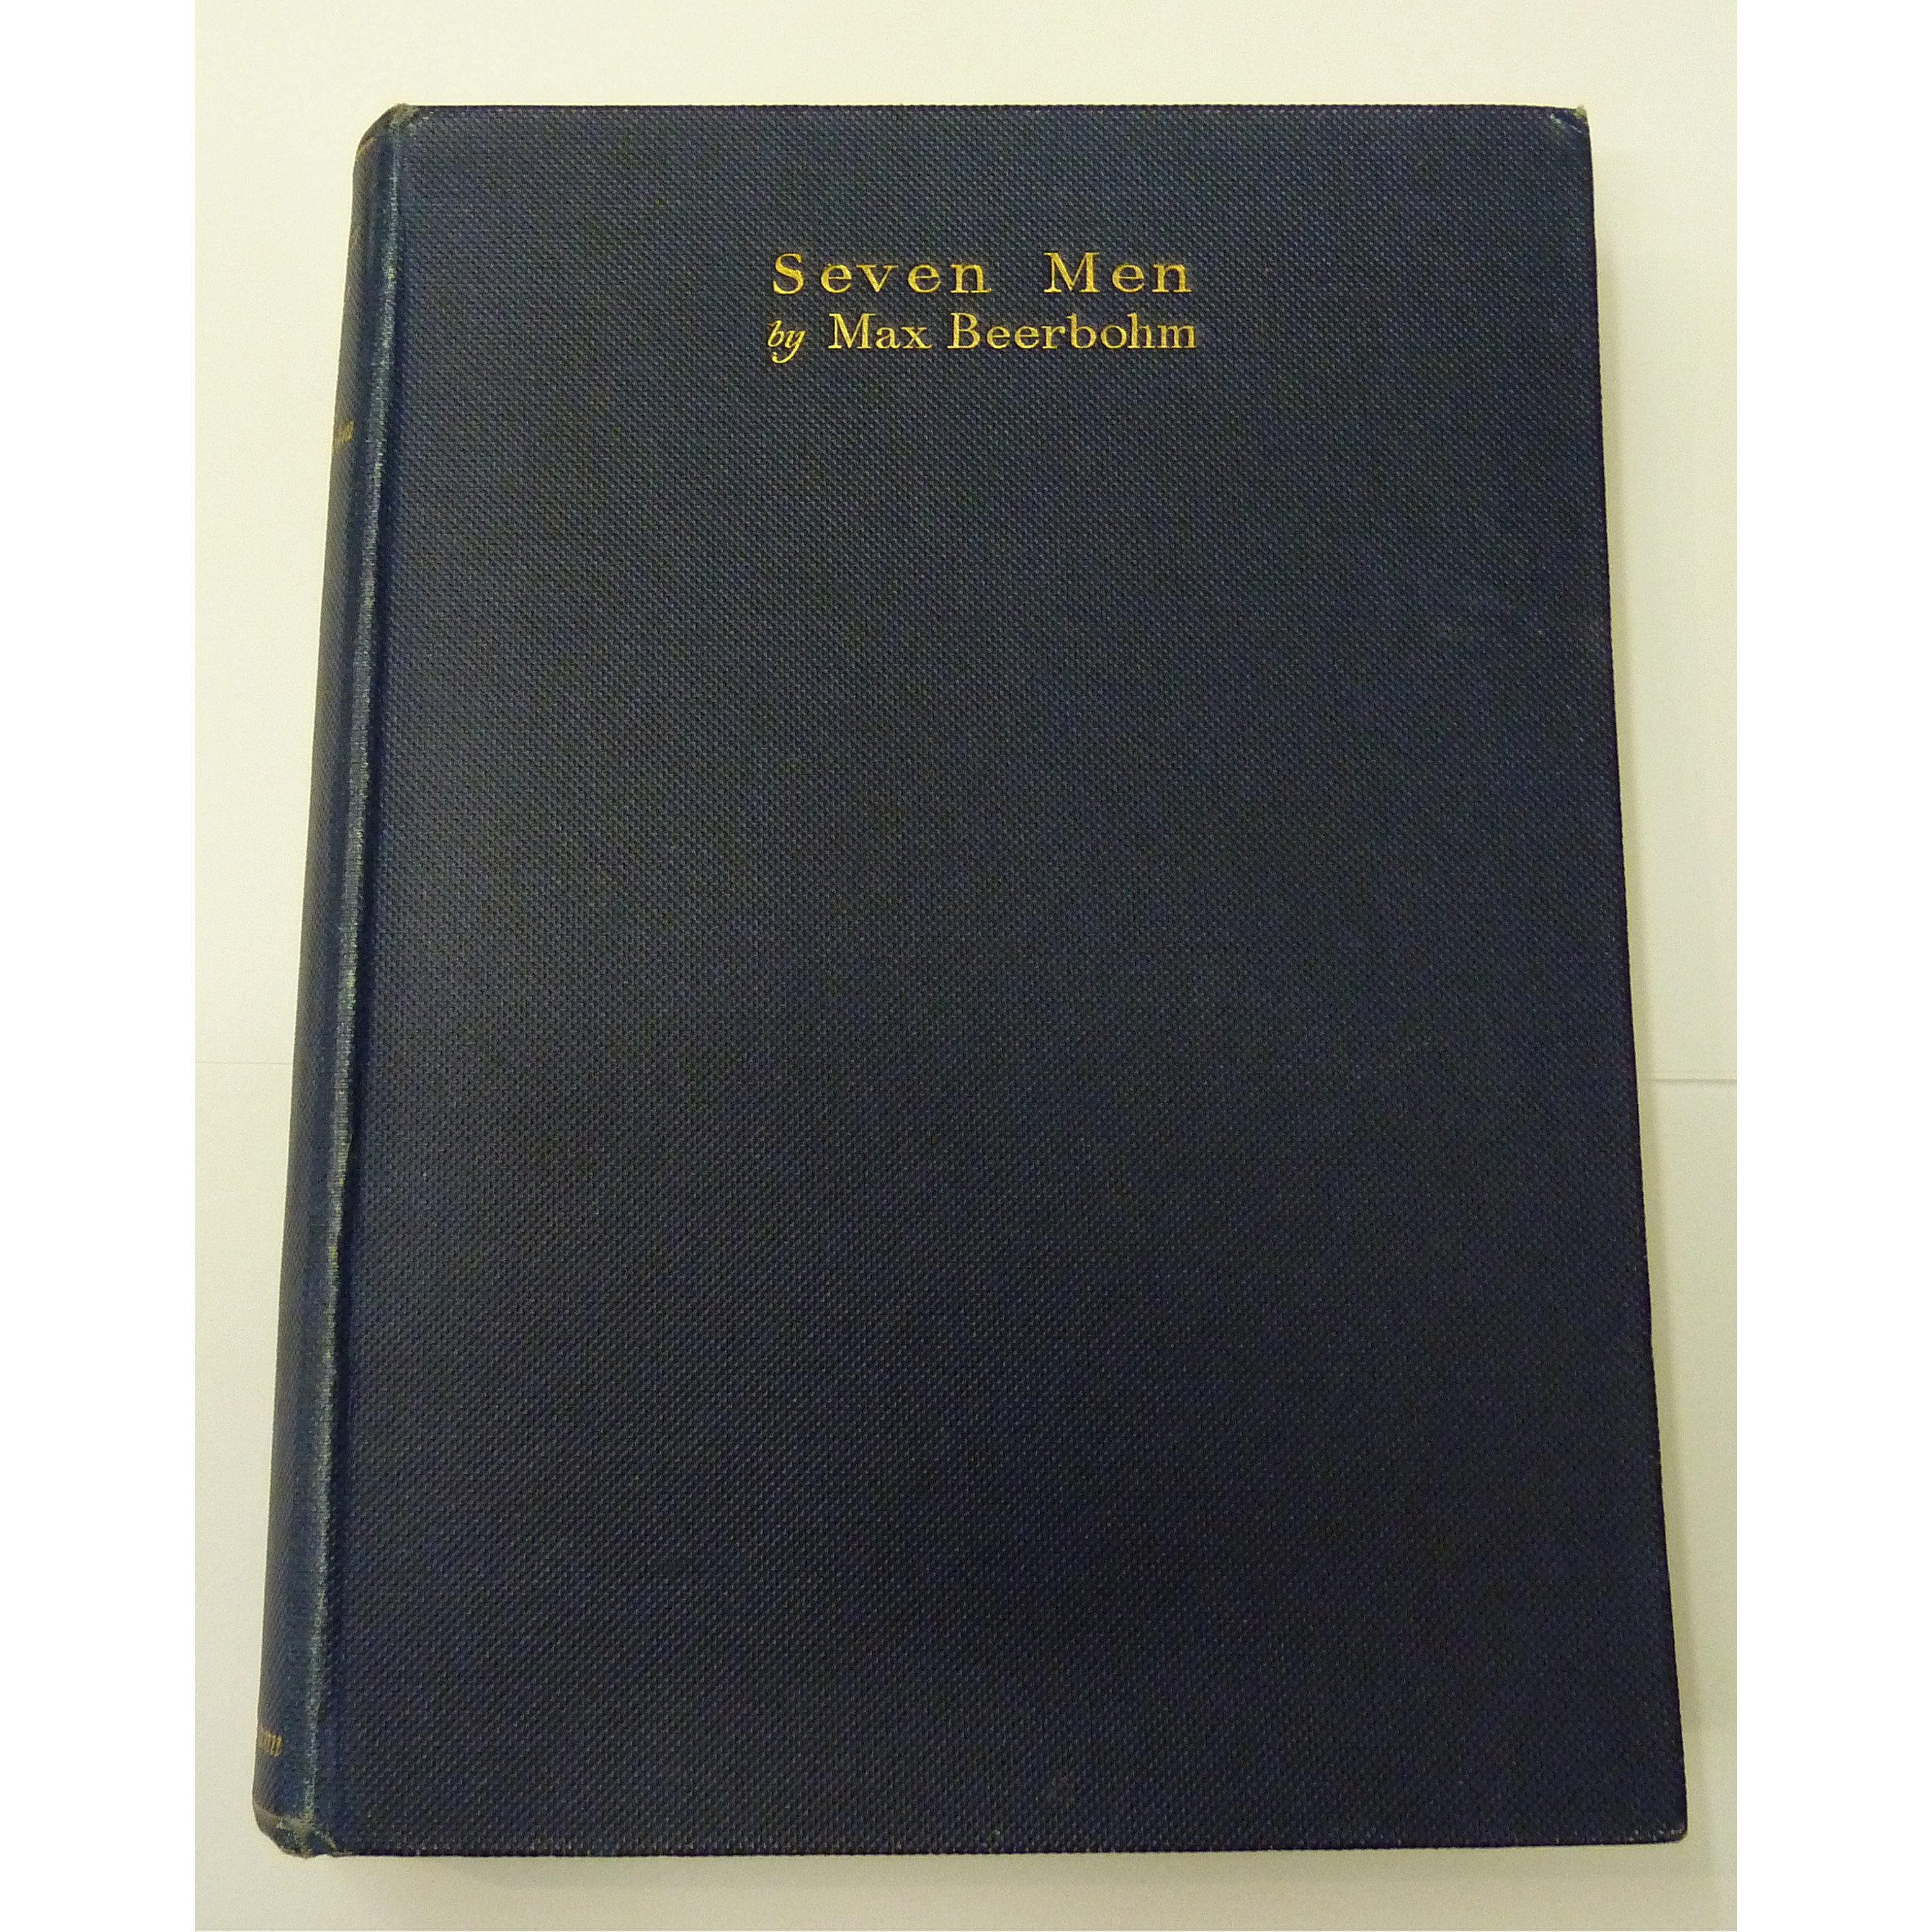 Seven Men
by Max Beerbohm